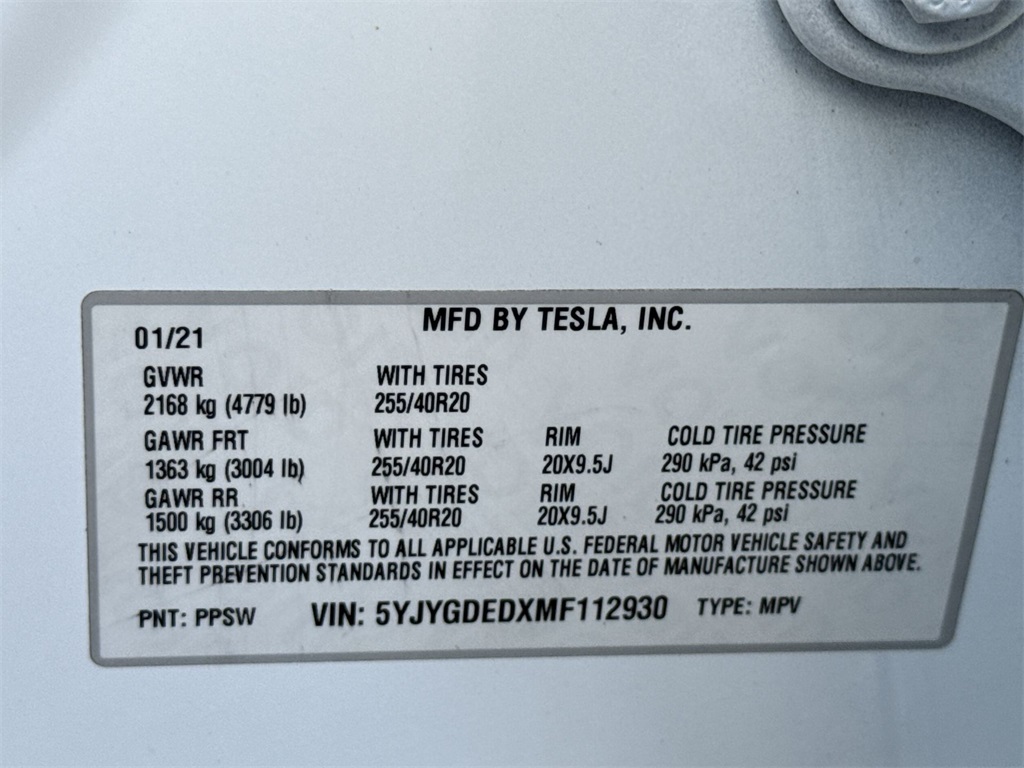 MFD BY TESLA, INC.
01/21
GVWR WITH TIRES
2168 kg (4779 lb) 255/40R20
GAWR FRT WITH TIRES RIM COLD TIRE PRESSURE
1363 kg (3004 lb) 255/40R20 20X9.5J 290 kPa, 42 psi
GAWR RR WITH TIRES RIM COLD TIRE PRESSURE
1500 kg (3306 lb) 255/40R20 20X9.5J 290 kPa, 42 psi
THIS VEHICLE CONFORMS TO ALL APPLICABLE U.S. FEDERAL MOTOR VEHICLE SAFETY AND
THEFT PREVENTION STANDARDS IN EFFECT ON THE DATE OF MANUFACTURE SHOWN ABOVE.
PNT: PPSW VIN: 5YJYGDEDXMF112930 TYPE: MPV